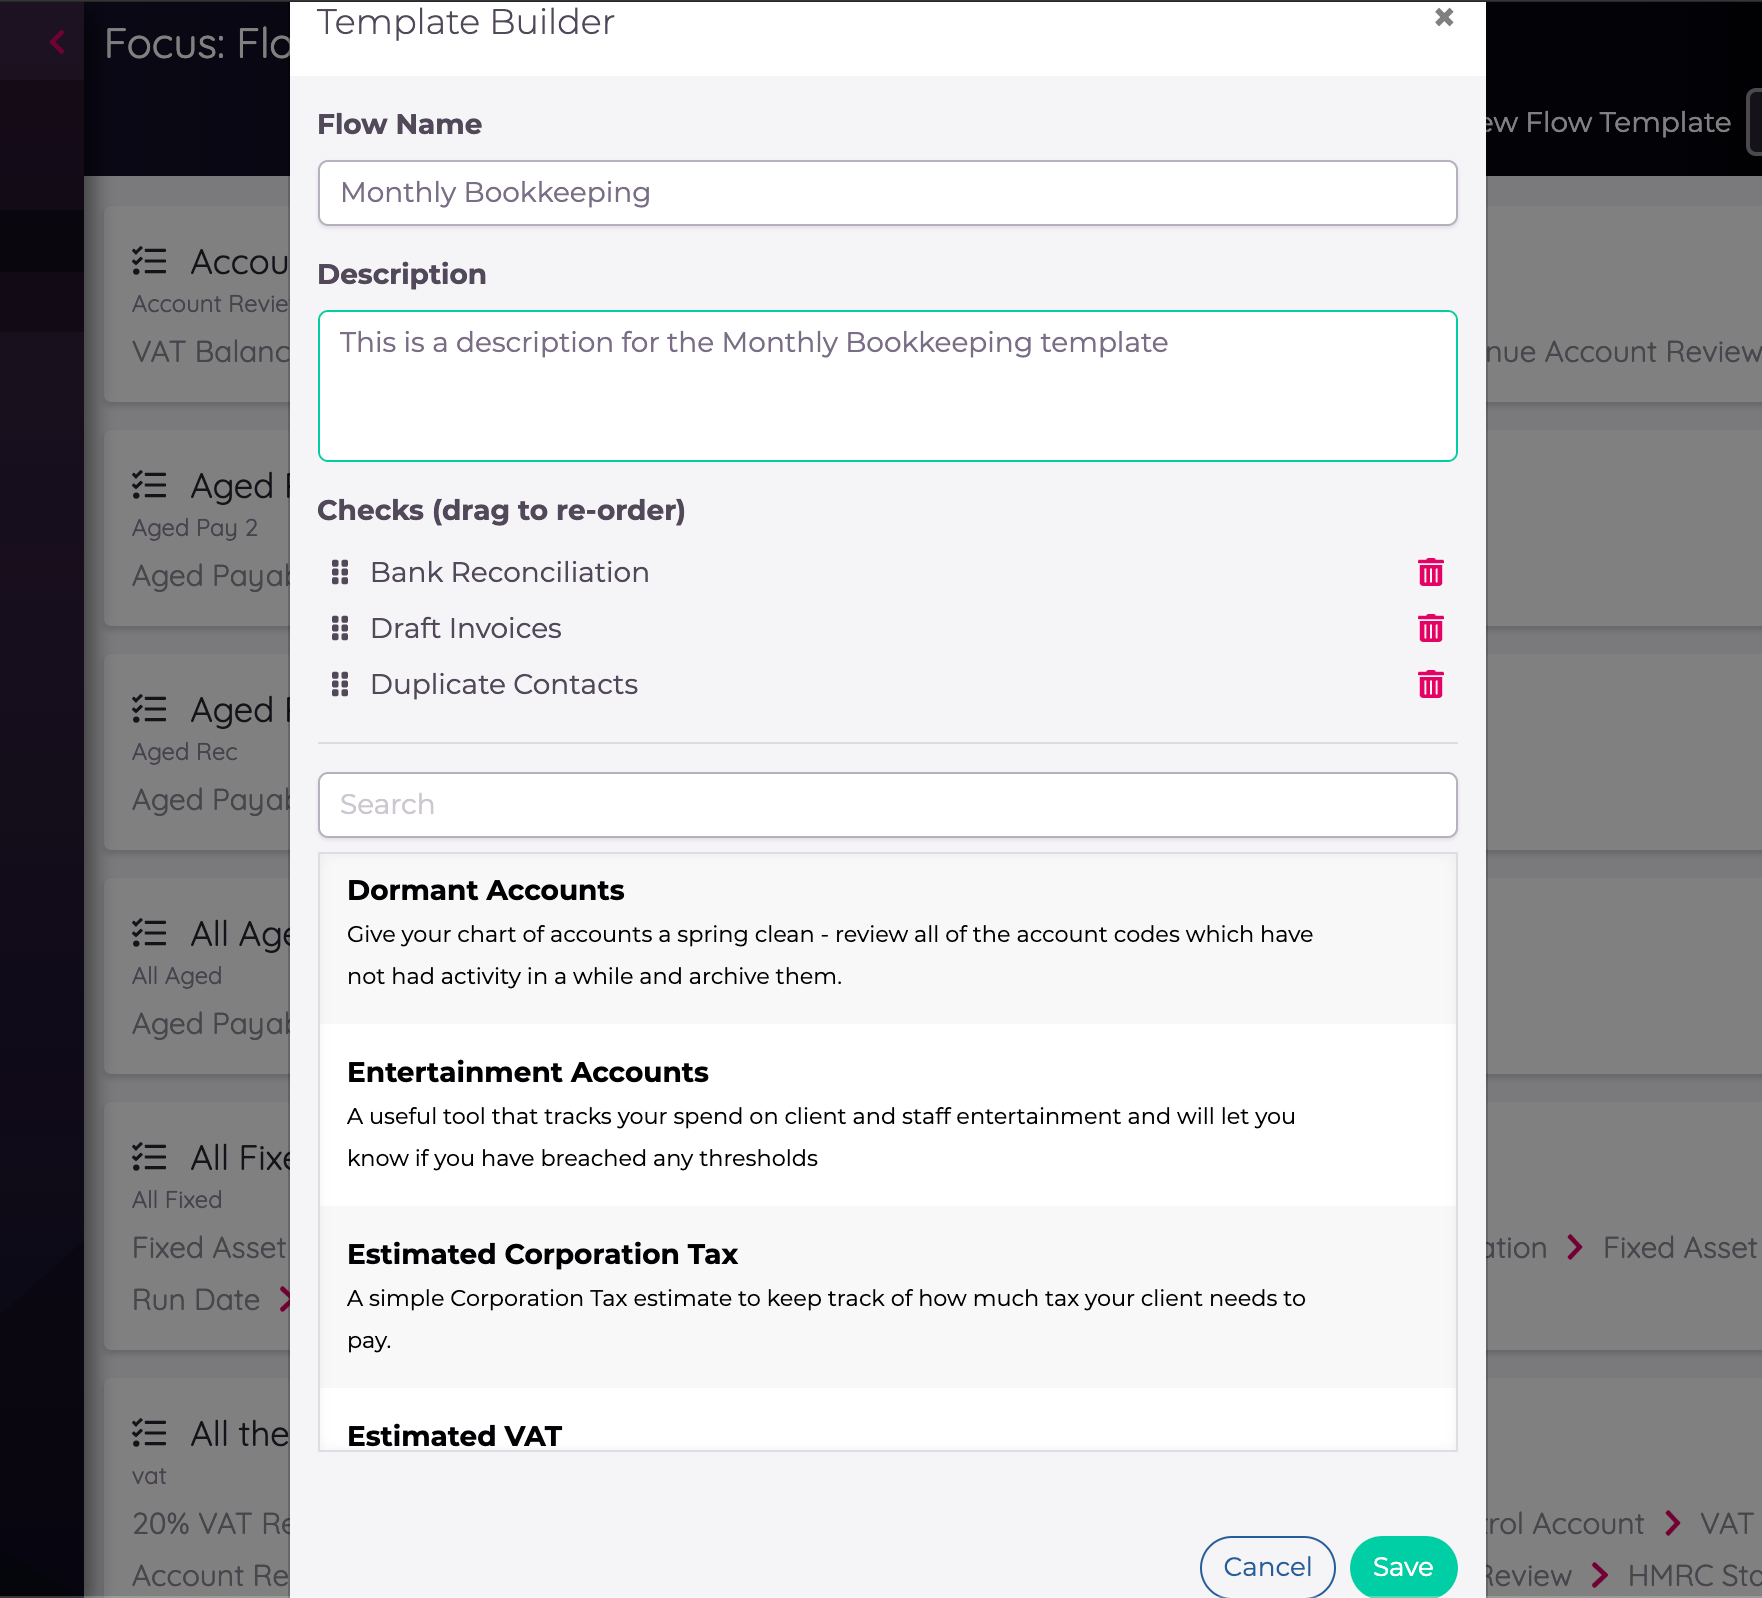 Template Builder
Focus: Flo
ew Flow Template
Flow Name
Monthly Bookkeeping
Description
This is a description for the Monthly Bookkeeping template
Checks (drag to re-order)
Bank Reconciliation
Draft Invoices
Duplicate Contacts
Search
Dormant Accounts
Give your chart of accounts a spring clean - review all of the account codes which have
not had activity in a while and archive them.
Entertainment Accounts
A useful tool that tracks your spend on client and staff entertainment and will let you
know if you have breached any thresholds
Estimated Corporation Tax
A simple Corporation Tax estimate to keep track of how much tax your client needs to
pay.
Estimated VAT
Cancel
Save
Accou
Account Revie
VAT Balanc
nue Account Review
Aged
Aged Pay 2
Aged Payab
Aged
Aged Rec
Aged Payab
All Age
All Aged
Aged Payab
All Fixe
All Fixed
Fixed Asset
ation > Fixed Asset
Run Date >
All the
vat
20% VAT Re
rol Account > VAT
Account Re
Review > HMRC Sta